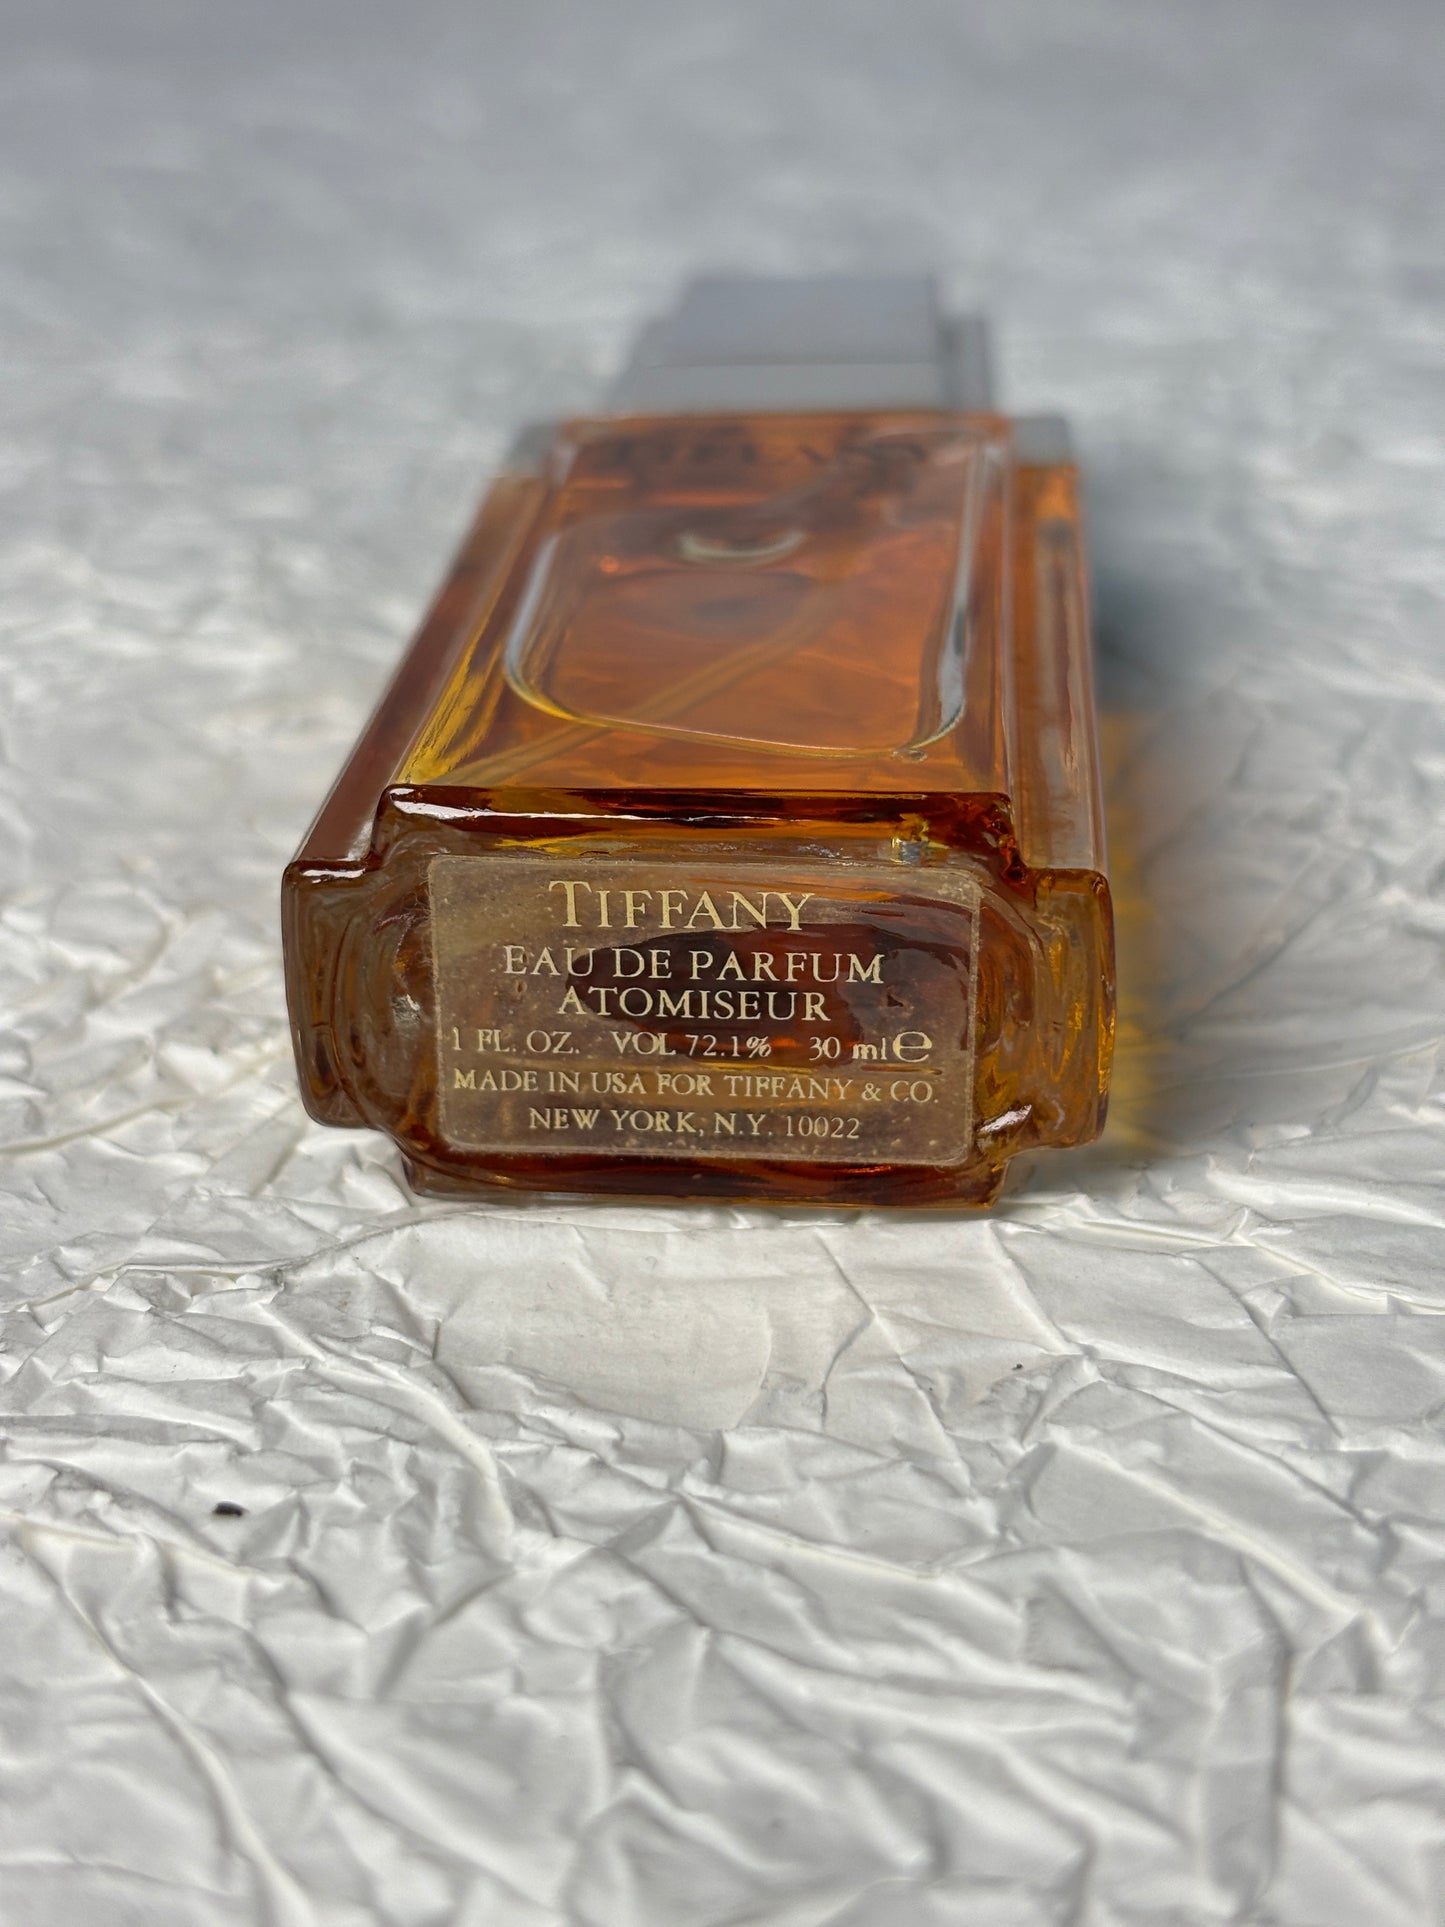 TIFFANY
TIFFANY
EAU DE PARFUM
ATOMISEUR
1 FL. OZ. VOL 72.1% 30 ml℮
MADE IN USA FOR TIFFANY & CO.
NEW YORK, N.Y. 10022